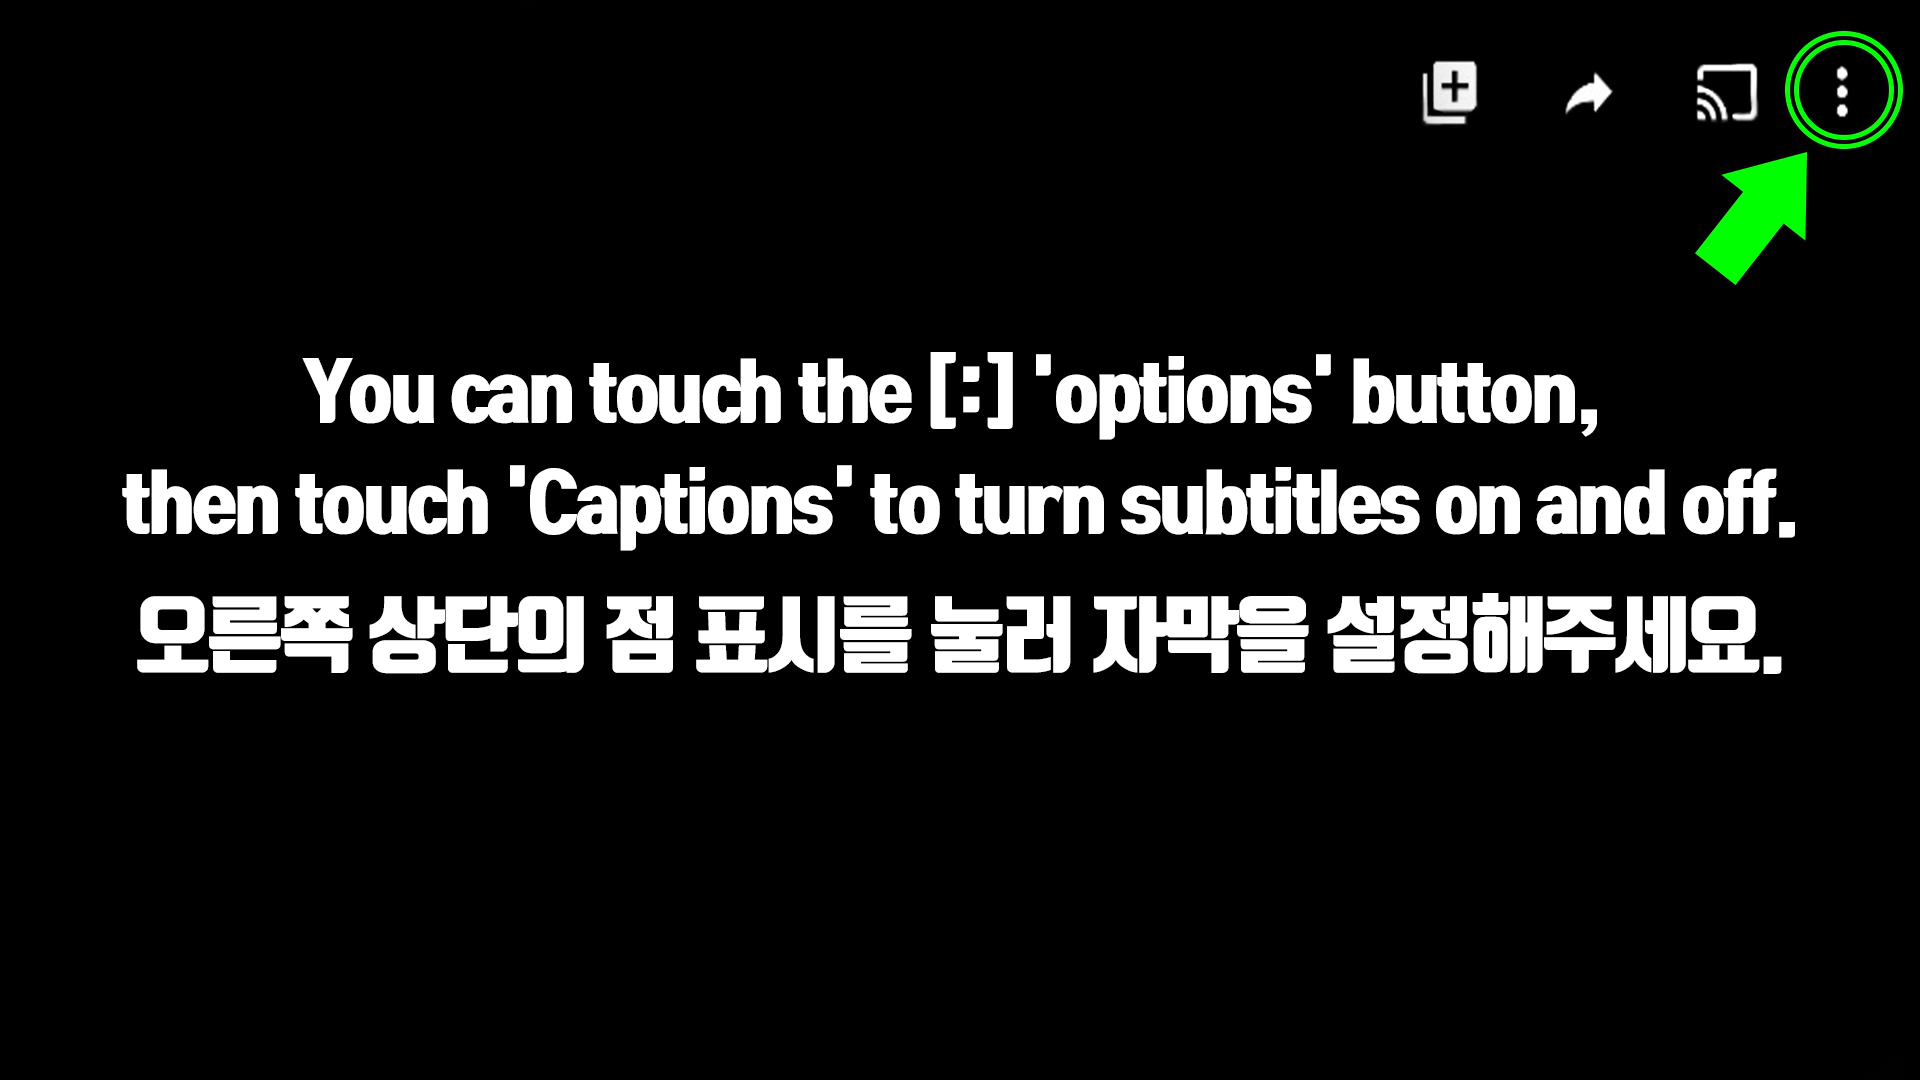 You can touch the [:] 'options' button,
then touch 'Captions' to turn subtitles on and off.
오른쪽 상단의 점 표시를 눌러 자막을 설정해주세요.